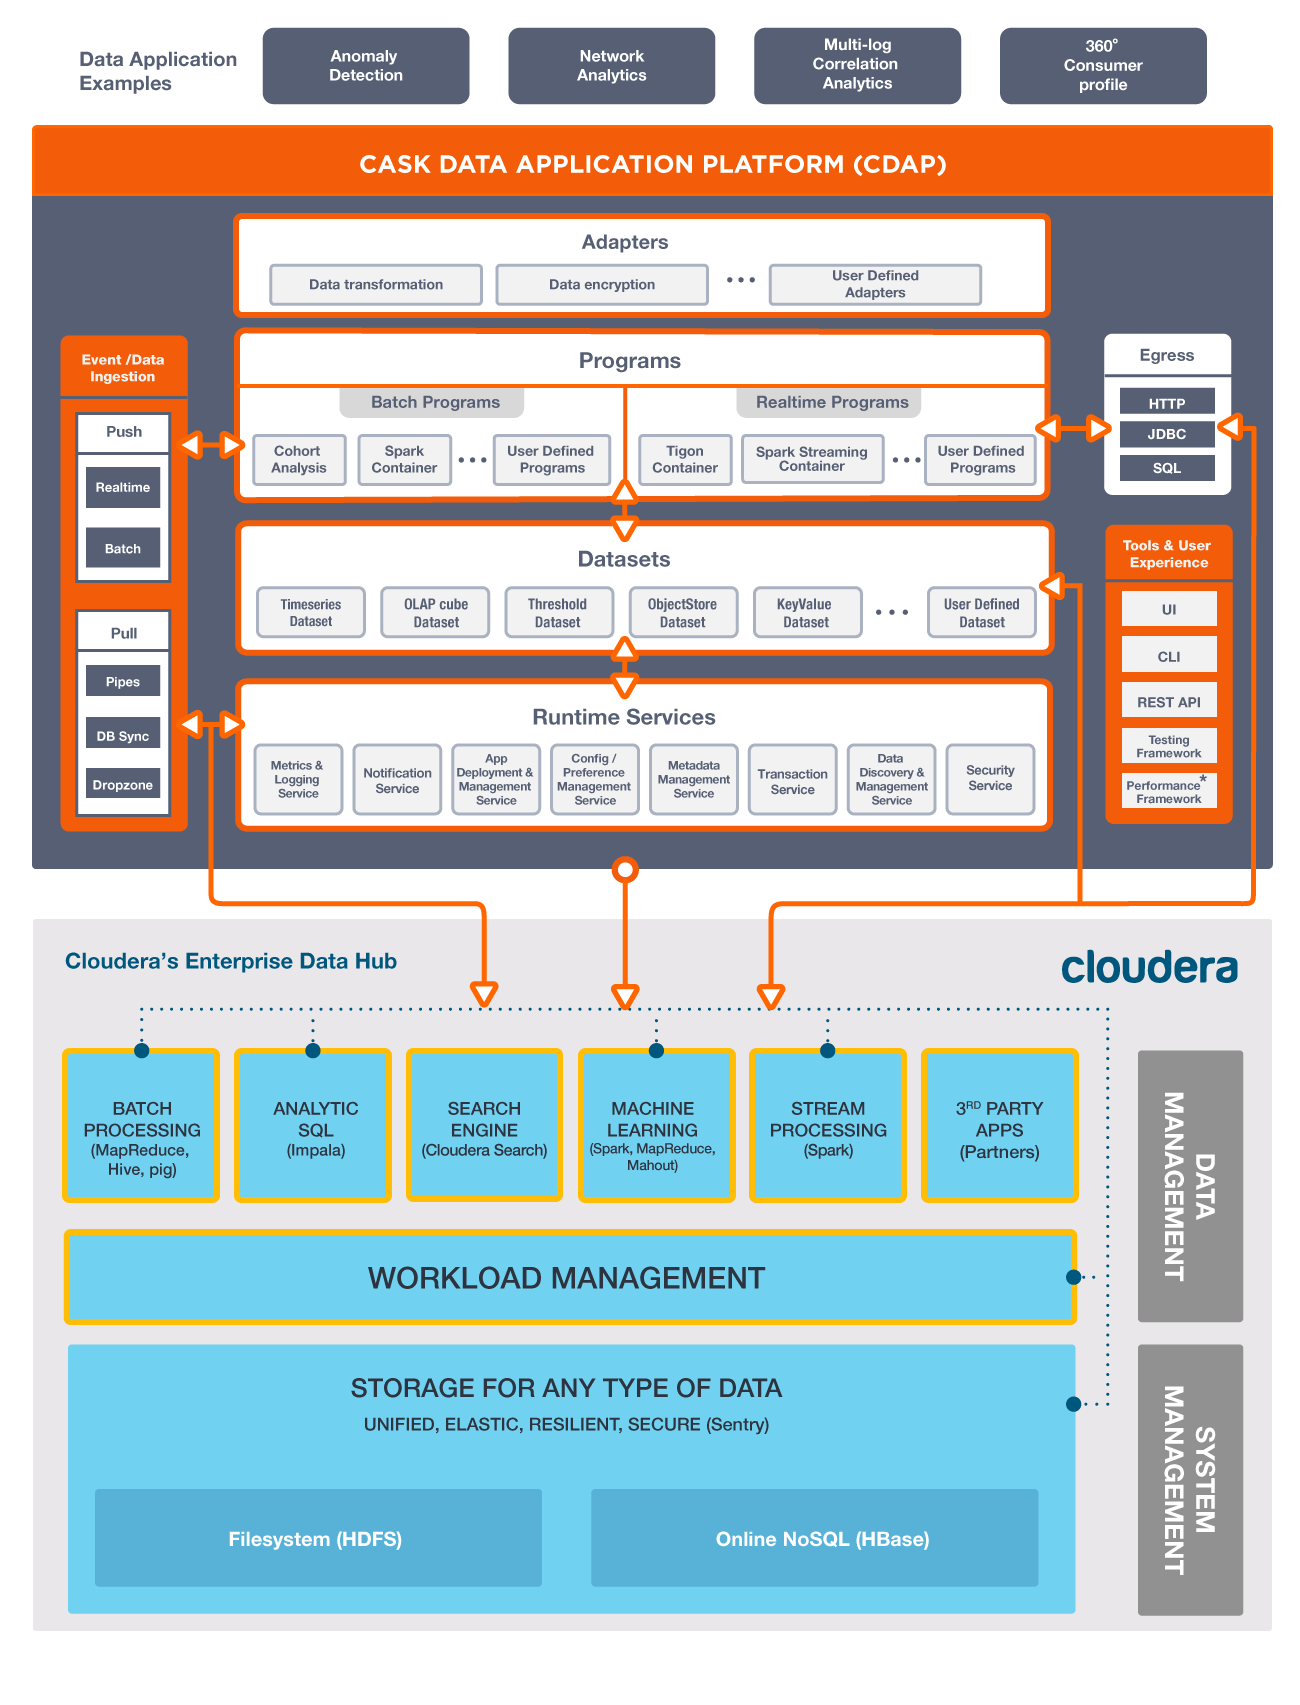 Data Application
Examples
Anomaly
Detection
Network
Analytics
Multi-log
Correlation
Analytics
360°
Consumer
profile
CASK DATA APPLICATION PLATFORM (CDAP)
Adapters
Data transformation
Data encryption
•••
User Defined
Adapters
Event /Data
Ingestion
Push
Realtime
Batch
Pull
Pipes
DB Sync
Dropzone
Programs
Batch Programs
Cohort
Analysis
Spark
Container
•••
User Defined
Programs
Realtime Programs
Tigon
Container
Spark Streaming
Container
•••
User Defined
Programs
Egress
HTTP
JDBC
SQL
Datasets
Timeseries
Dataset
OLAP cube
Dataset
Threshold
Dataset
ObjectStore
Dataset
KeyValue
Dataset
•••
User Defined
Dataset
Tools & User
Experience
UI
CLI
REST API
Testing
Framework
Performance*
Framework
Runtime Services
Metrics &
Logging
Service
Notification
Service
App
Deployment &
Management
Service
Config /
Preference
Management
Service
Metadata
Management
Service
Transaction
Service
Data
Discovery &
Management
Service
Security
Service
Cloudera’s Enterprise Data Hub
cloudera
BATCH
PROCESSING
(MapReduce,
Hive, pig)
ANALYTIC
SQL
(Impala)
SEARCH
ENGINE
(Cloudera Search)
MACHINE
LEARNING
(Spark, MapReduce,
Mahout)
STREAM
PROCESSING
(Spark)
3RD PARTY
APPS
(Partners)
DATA
MANAGEMENT
WORKLOAD MANAGEMENT
STORAGE FOR ANY TYPE OF DATA
UNIFIED, ELASTIC, RESILIENT, SECURE (Sentry)
Filesystem (HDFS)
Online NoSQL (HBase)
SYSTEM
MANAGEMENT